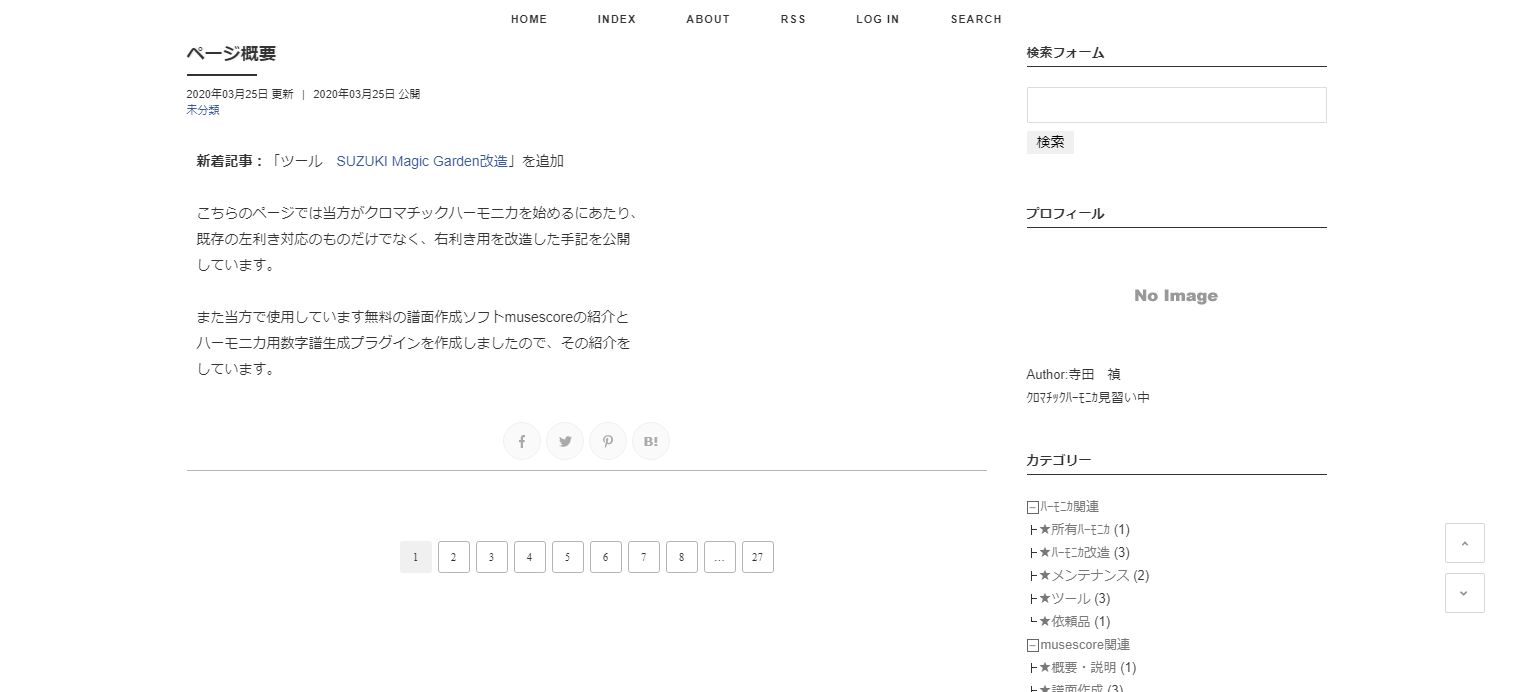 HOME INDEX ABOUT RSS LOG IN SEARCH
ページ概要
2020年03月25日 更新 | 2020年03月25日 公開
未分類
新着記事：「ツール　SUZUKI Magic Garden改造」を追加
こちらのページでは当方がクロマチックハーモニカを始めるにあたり、
既存の左利き対応のものだけでなく、右利き用を改造した手記を公開
しています。
また当方で使用しています無料の譜面作成ソフトmusescoreの紹介と
ハーモニカ用数字譜生成プラグインを作成しましたので、その紹介を
しています。
B!
1 2 3 4 5 6 7 8 ... 27
検索フォーム
検索
プロフィール
No Image
Author:寺田　禎
ｸﾛﾏﾁｯｸﾊｰﾓﾆｶ見習い中
カテゴリー
ﾊｰﾓﾆｶ関連
├★所有ﾊｰﾓﾆｶ (1)
├★ﾊｰﾓﾆｶ改造 (3)
├★メンテナンス (2)
├★ツール (3)
└★依頼品 (1)
musescore関連
├★概要・説明 (1)
├★譜面作成 (3)